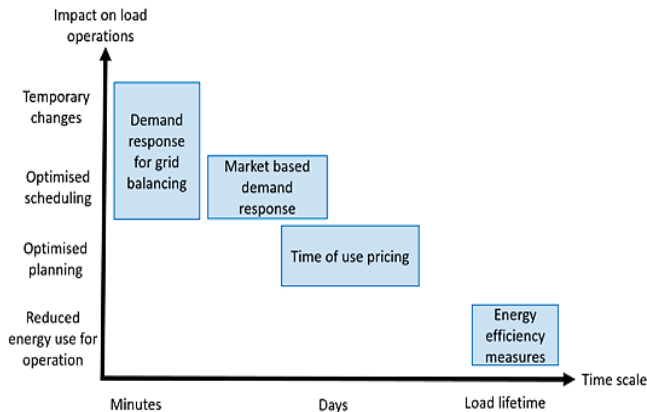 Impact on load
operations
Temporary
changes
Demand
response
for grid
balancing
Market based
demand
response
Optimised
scheduling
Optimised
planning
Time of use pricing
Reduced
energy use for
operation
Energy
efficiency
measures
Time scale
Minutes
Days
Load lifetime